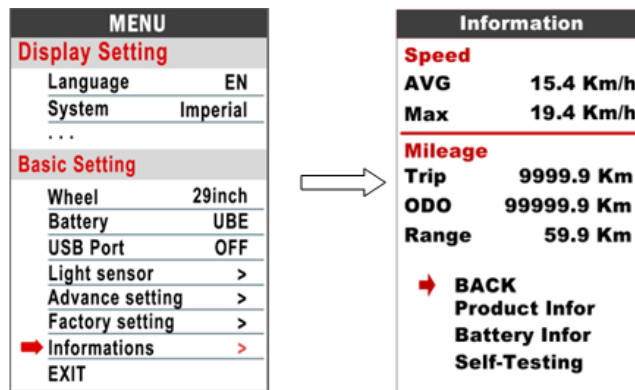 MENU
Display Setting
Language EN
System Imperial
...
Basic Setting
Wheel 29inch
Battery UBE
USB Port OFF
Light sensor >
Advance setting >
Factory setting >
Informations >
EXIT
Information
Speed
AVG 15.4 Km/h
Max 19.4 Km/h
Mileage
Trip 9999.9 Km
ODO 99999.9 Km
Range 59.9 Km
BACK
Product Infor
Battery Infor
Self-Testing